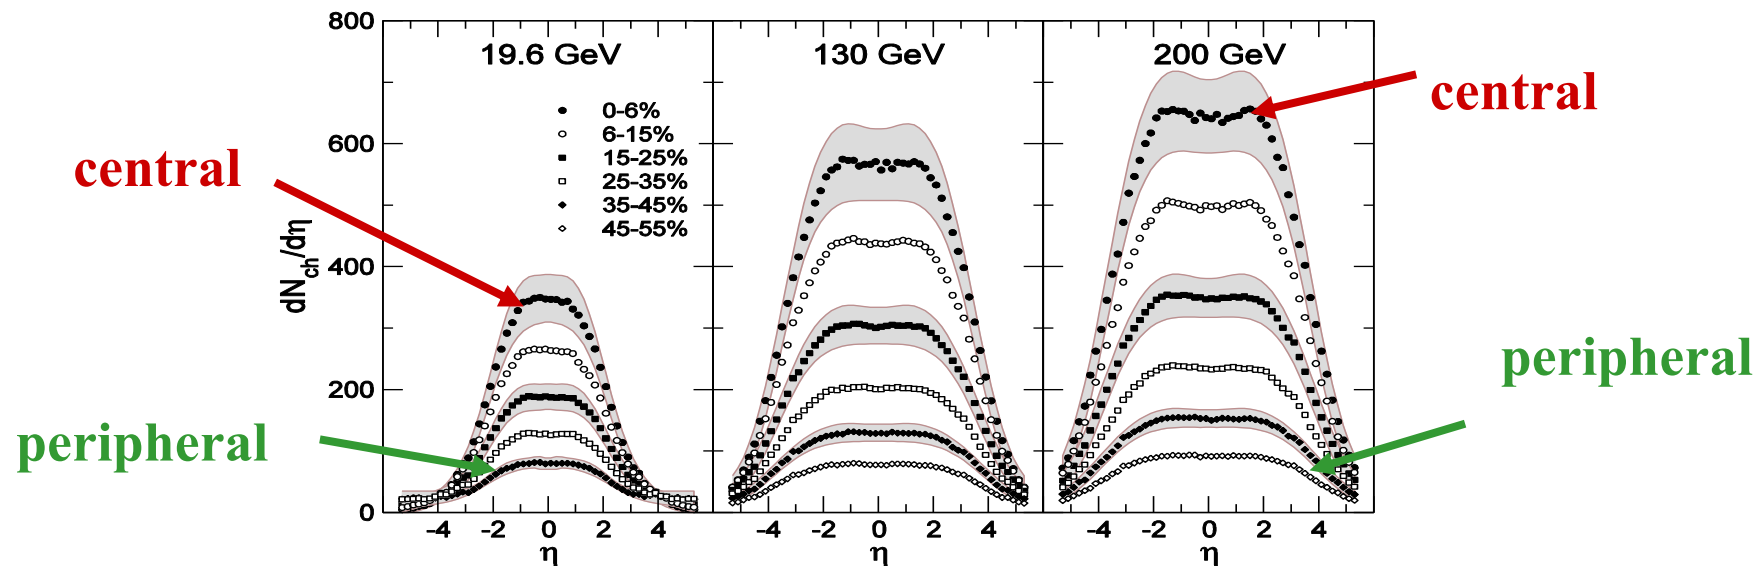 800
600
400
200
0
dN_ch/dη
19.6 GeV
130 GeV
200 GeV
0-6%
6-15%
15-25%
25-35%
35-45%
45-55%
central
peripheral
central
peripheral
-4 -2 0 2 4
-4 -2 0 2 4
-4 -2 0 2 4
η
η
η